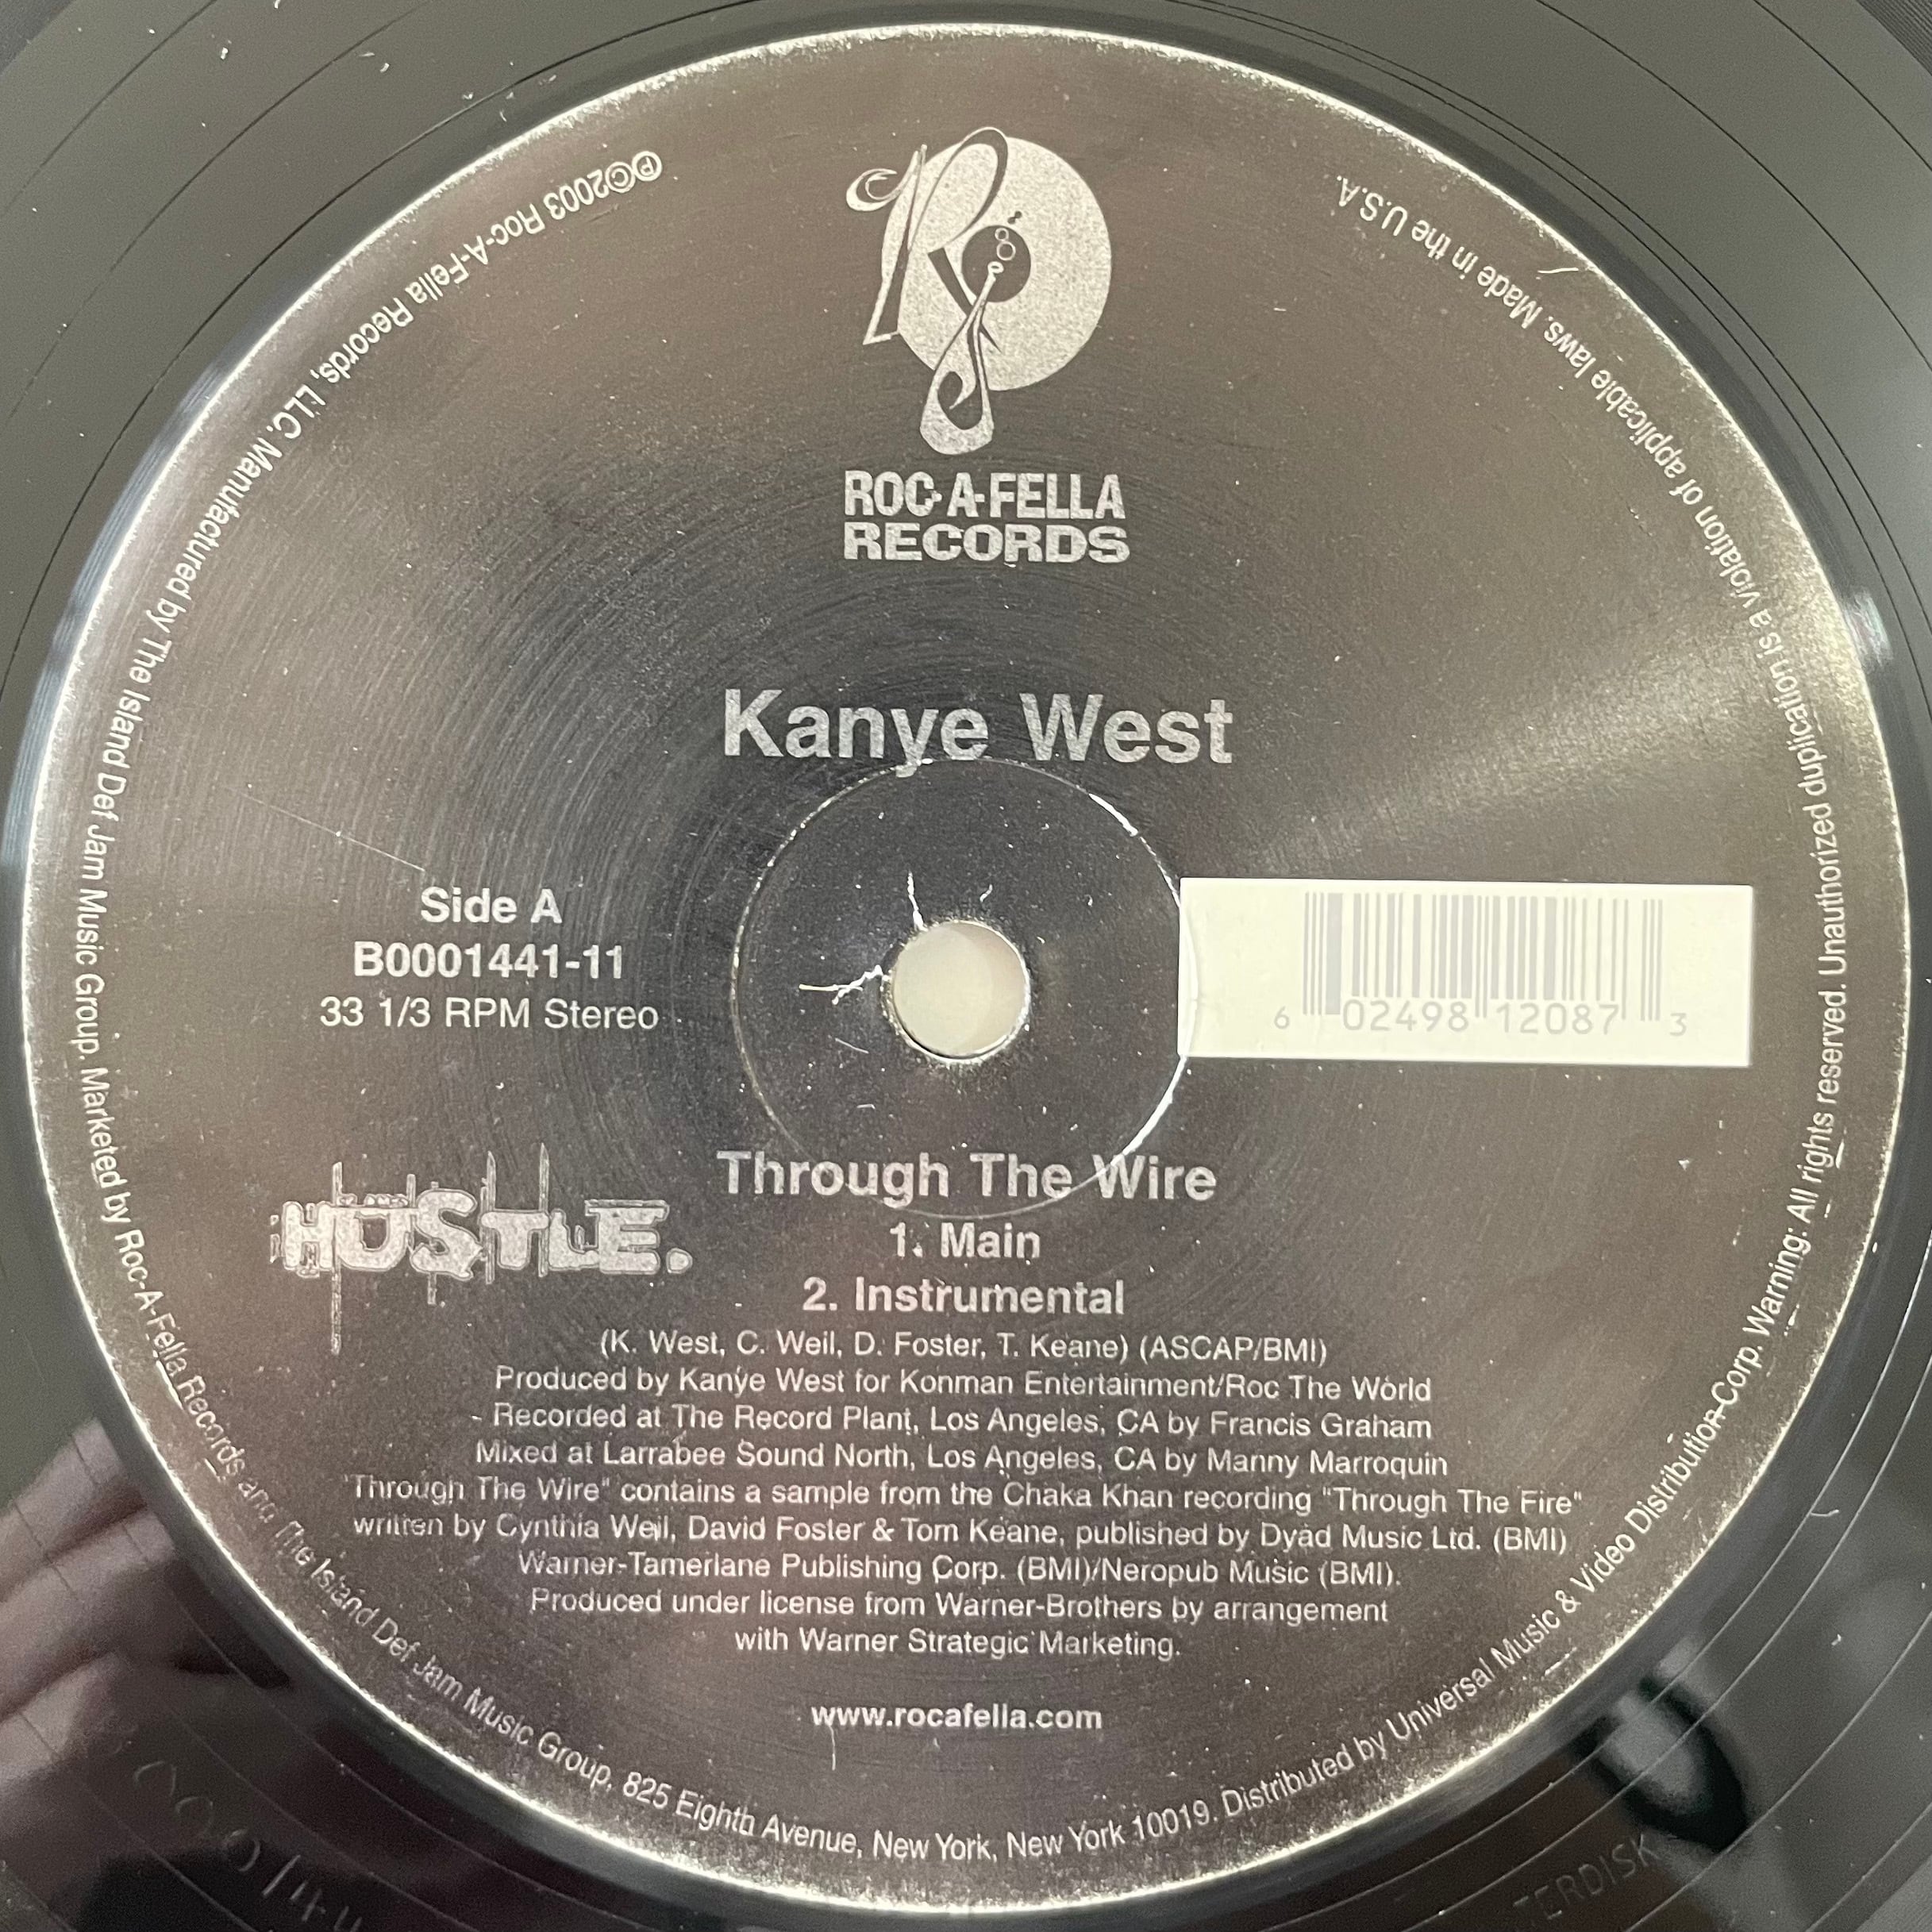 ROC-A-FELLA
RECORDS
Kanye West
Side A
B0001441-11
33 1/3 RPM Stereo
6 02498 12087 3
HUSTLE.
Through The Wire
1. Main
2. Instrumental
(K. West, C. Weil, D. Foster, T. Keane) (ASCAP/BMI)
Produced by Kanye West for Konman Entertainment/Roc The World
Recorded at The Record Plant, Los Angeles, CA by Francis Graham
Mixed at Larrabee Sound North, Los Angeles, CA by Manny Marroquin
"Through The Wire" contains a sample from the Chaka Khan recording "Through The Fire"
written by Cynthia Weil, David Foster & Tom Keane, published by Dyad Music Ltd. (BMI)
Warner-Tamerlane Publishing Corp. (BMI)/Neropub Music (BMI).
Produced under license from Warner-Brothers by arrangement
with Warner Strategic Marketing.
www.rocafella.com
℗©2003 Roc-A-Fella Records, LLC. Manufactured by The Island Def Jam Music Group. Marketed by Roc-A-Fella Records and The Island Def Jam Music Group, 825 Eighth Avenue, New York, New York 10019. Distributed by Universal Music & Video Distribution Corp. Warning: All rights reserved. Unauthorized duplication is a violation of applicable laws. Made in the U.S.A.